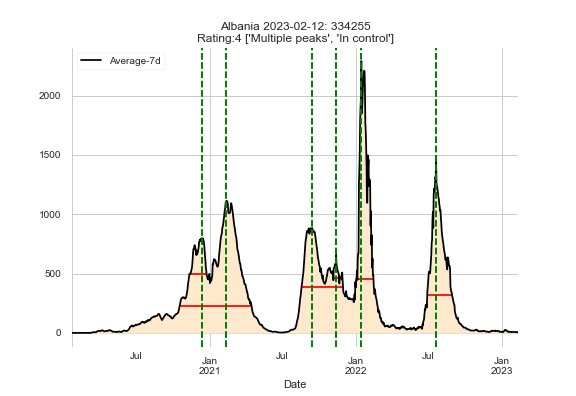 Albania 2023-02-12: 334255
Rating:4 ['Multiple peaks', 'In control']
Average-7d
2000
1500
1000
500
0
Jul
Jan
2021
Jul
Jan
2022
Jul
Jan
2023
Date